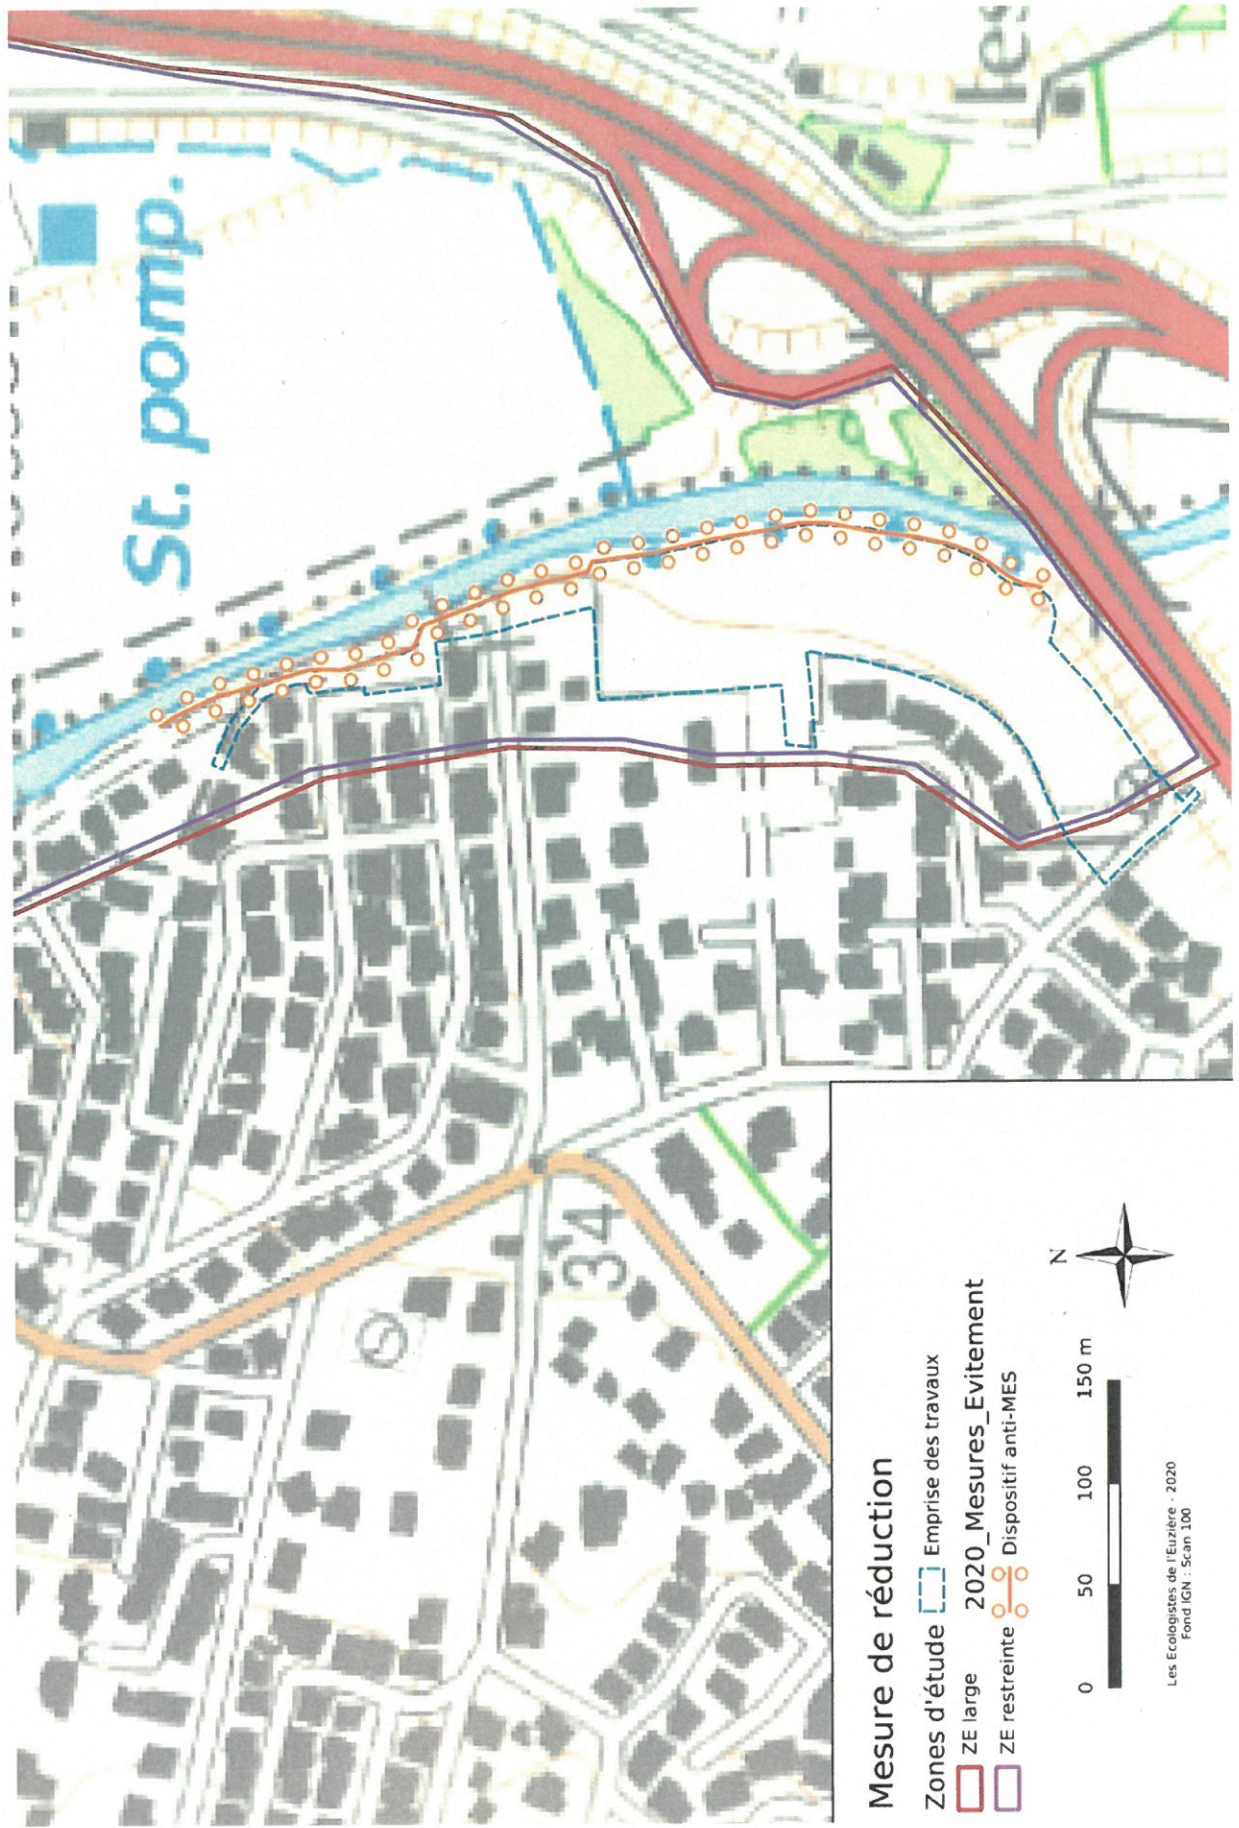 St. pomp.
les
34
Mesure de réduction
Zones d'étude
ZE large
ZE restreinte
Emprise des travaux
2020_Mesures_Evitement
Dispositif anti-MES
0 50 100 150 m
N
Les Ecologistes de l'Euzière - 2020
Fond IGN : Scan 100